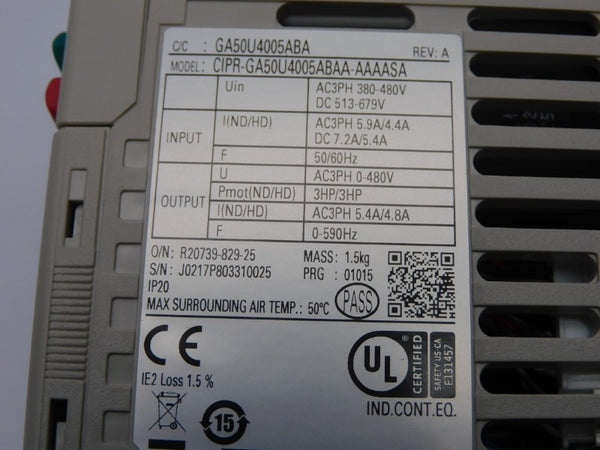 C/C : GA50U4005ABA REV: A
MODEL: CIPR-GA50U4005ABAA-AAAASA
Uin AC3PH 380-480V
DC 513-679V
INPUT I(ND/HD) AC3PH 5.9A/4.4A
DC 7.2A/5.4A
F 50/60Hz
OUTPUT U AC3PH 0-480V
Pmot(ND/HD) 3HP/3HP
I(ND/HD) AC3PH 5.4A/4.8A
F 0-590Hz
O/N: R20739-829-25 MASS: 1.5kg
S/N: J0217P803310025 PRG : 01015
IP20
MAX SURROUNDING AIR TEMP.: 50°C PASS
CE
IE2 Loss 1.5 %
UL ® CERTIFIED
SAFETY US-CA
E131457
IND.CONT.EQ.
15